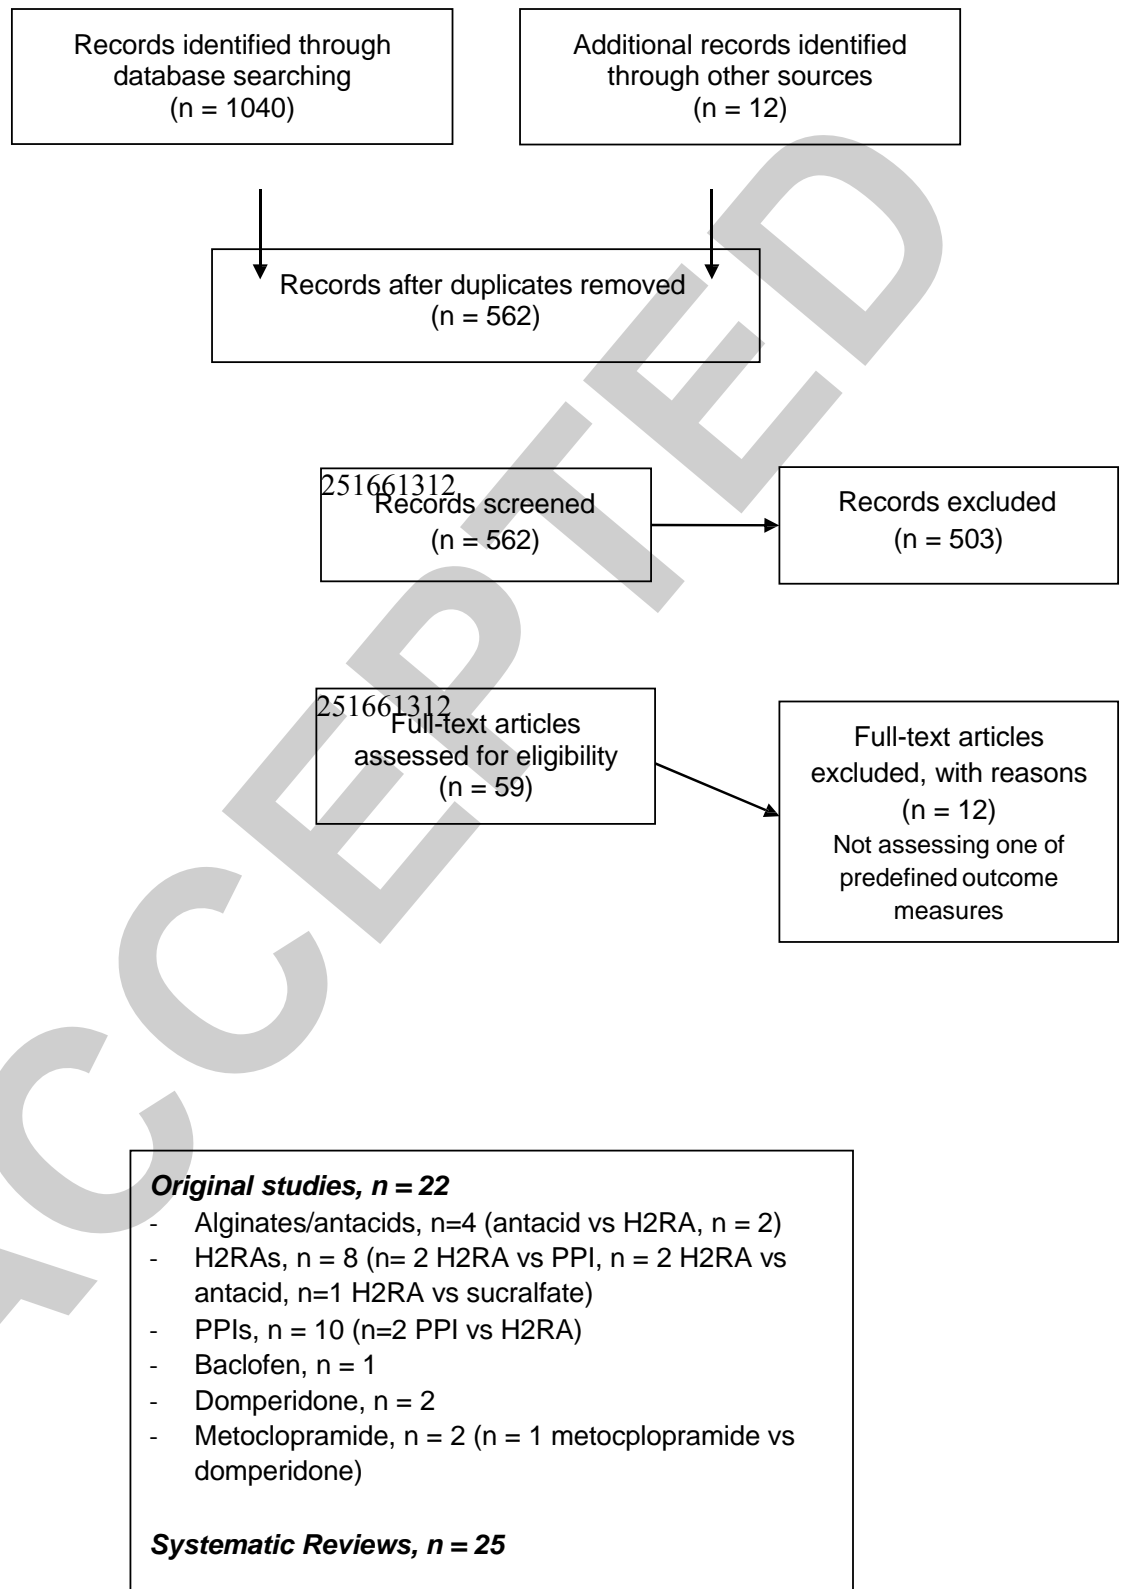 Records identified through
database searching
(n = 1040)
Additional records identified
through other sources
(n = 12)
Records after duplicates removed
(n = 562)
251661312
Records screened
(n = 562)
Records excluded
(n = 503)
251661312
Full-text articles
assessed for eligibility
(n = 59)
Full-text articles
excluded, with reasons
(n = 12)
Not assessing one of
predefined outcome
measures
Original studies, n = 22
- Alginates/antacids, n=4 (antacid vs H2RA, n = 2)
- H2RAs, n = 8 (n= 2 H2RA vs PPI, n = 2 H2RA vs
antacid, n=1 H2RA vs sucralfate)
- PPIs, n = 10 (n=2 PPI vs H2RA)
- Baclofen, n = 1
- Domperidone, n = 2
- Metoclopramide, n = 2 (n = 1 metocplopramide vs
domperidone)
Systematic Reviews, n = 25
ACCEPTED